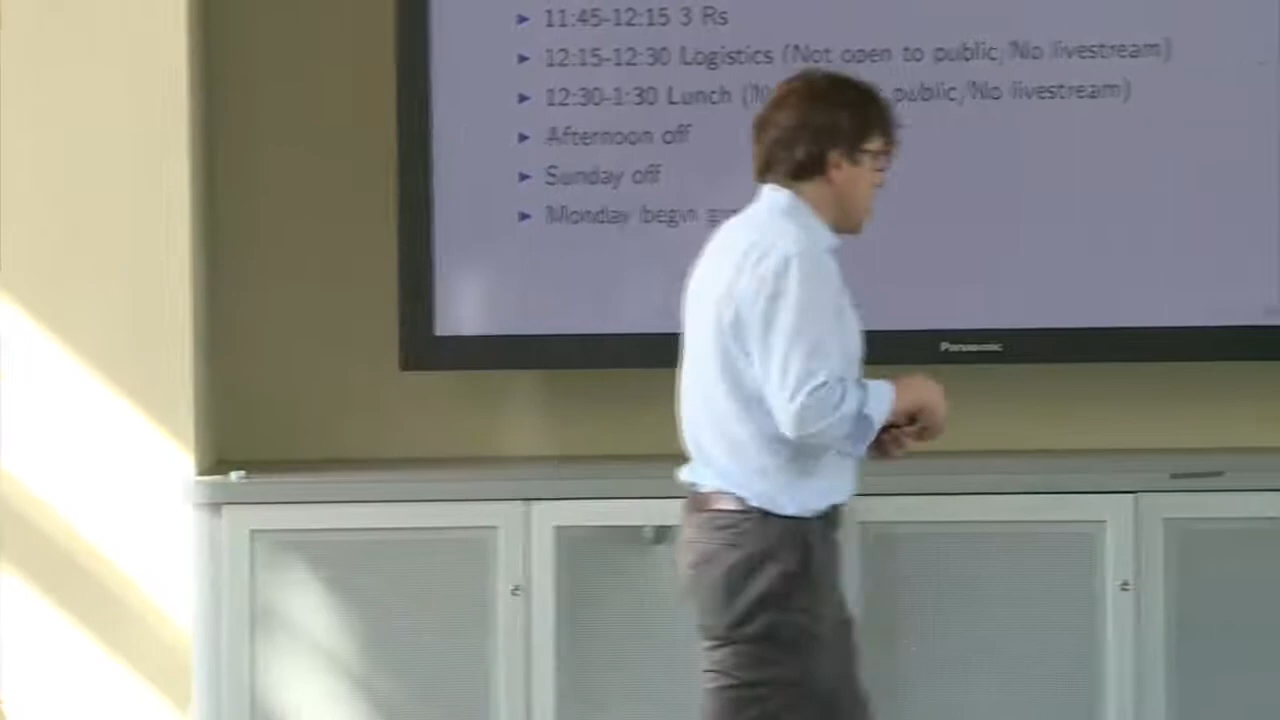 ► 11:45-12:15 3 Rs
► 12:15-12:30 Logistics (Not open to public/No livestream)
► 12:30-1:30 Lunch public/No livestream)
► Afternoon off
► Sunday off
► Monday begin
Panasonic